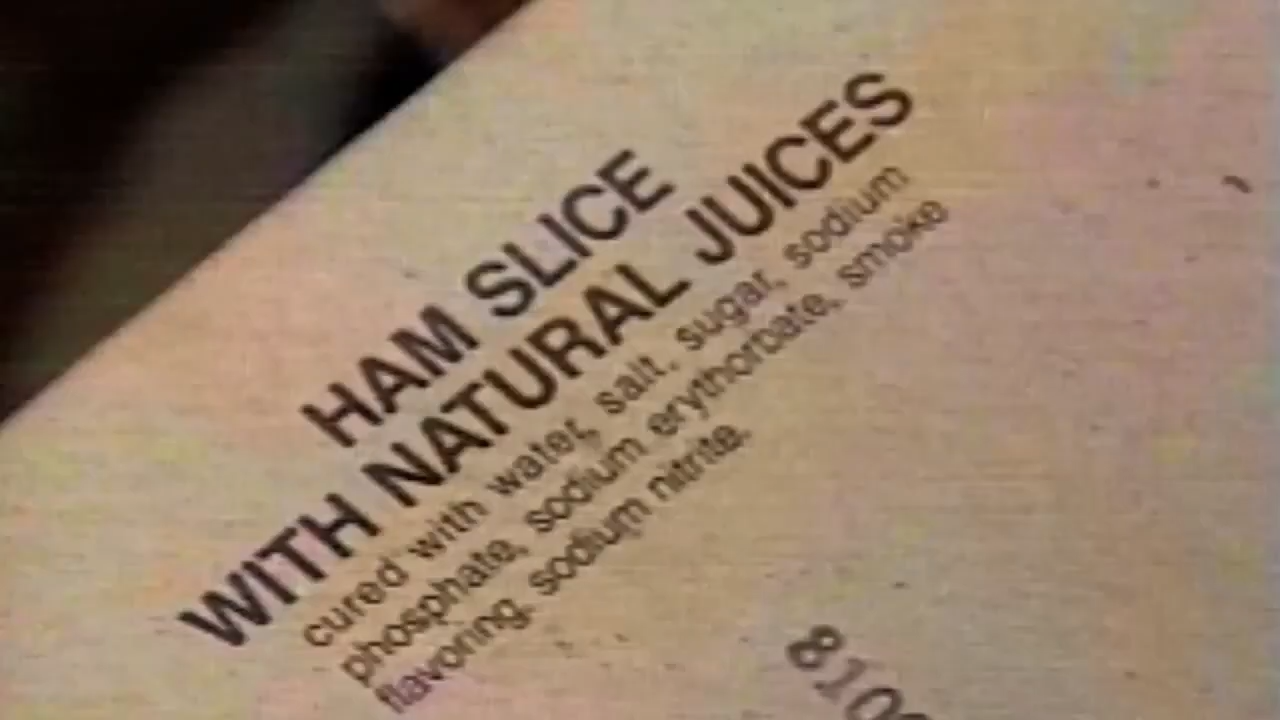 HAM SLICE
WITH NATURAL JUICES
cured with water, salt, sugar, sodium
phosphate, sodium erythorbate, smoke
flavoring, sodium nitrite.